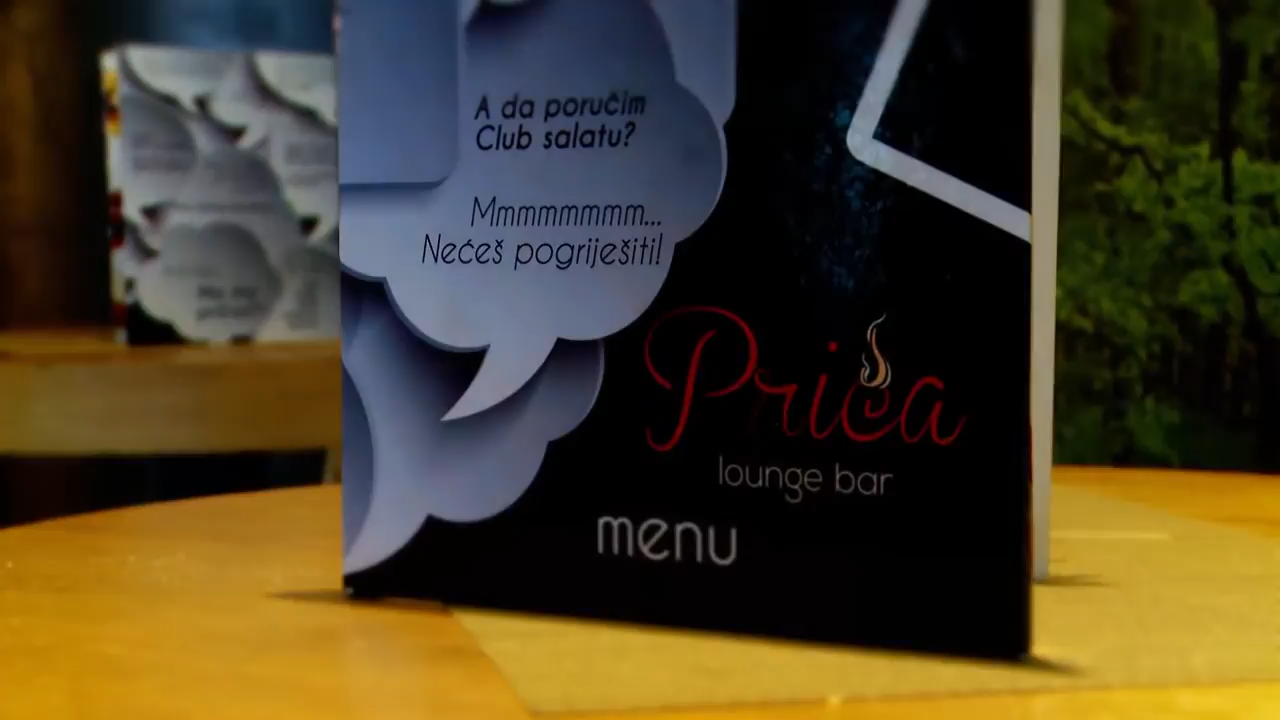 A da poručim
Club salatu?
Mmmmmmmm...
Nećeš pogriješiti!
Priča
lounge bar
menu